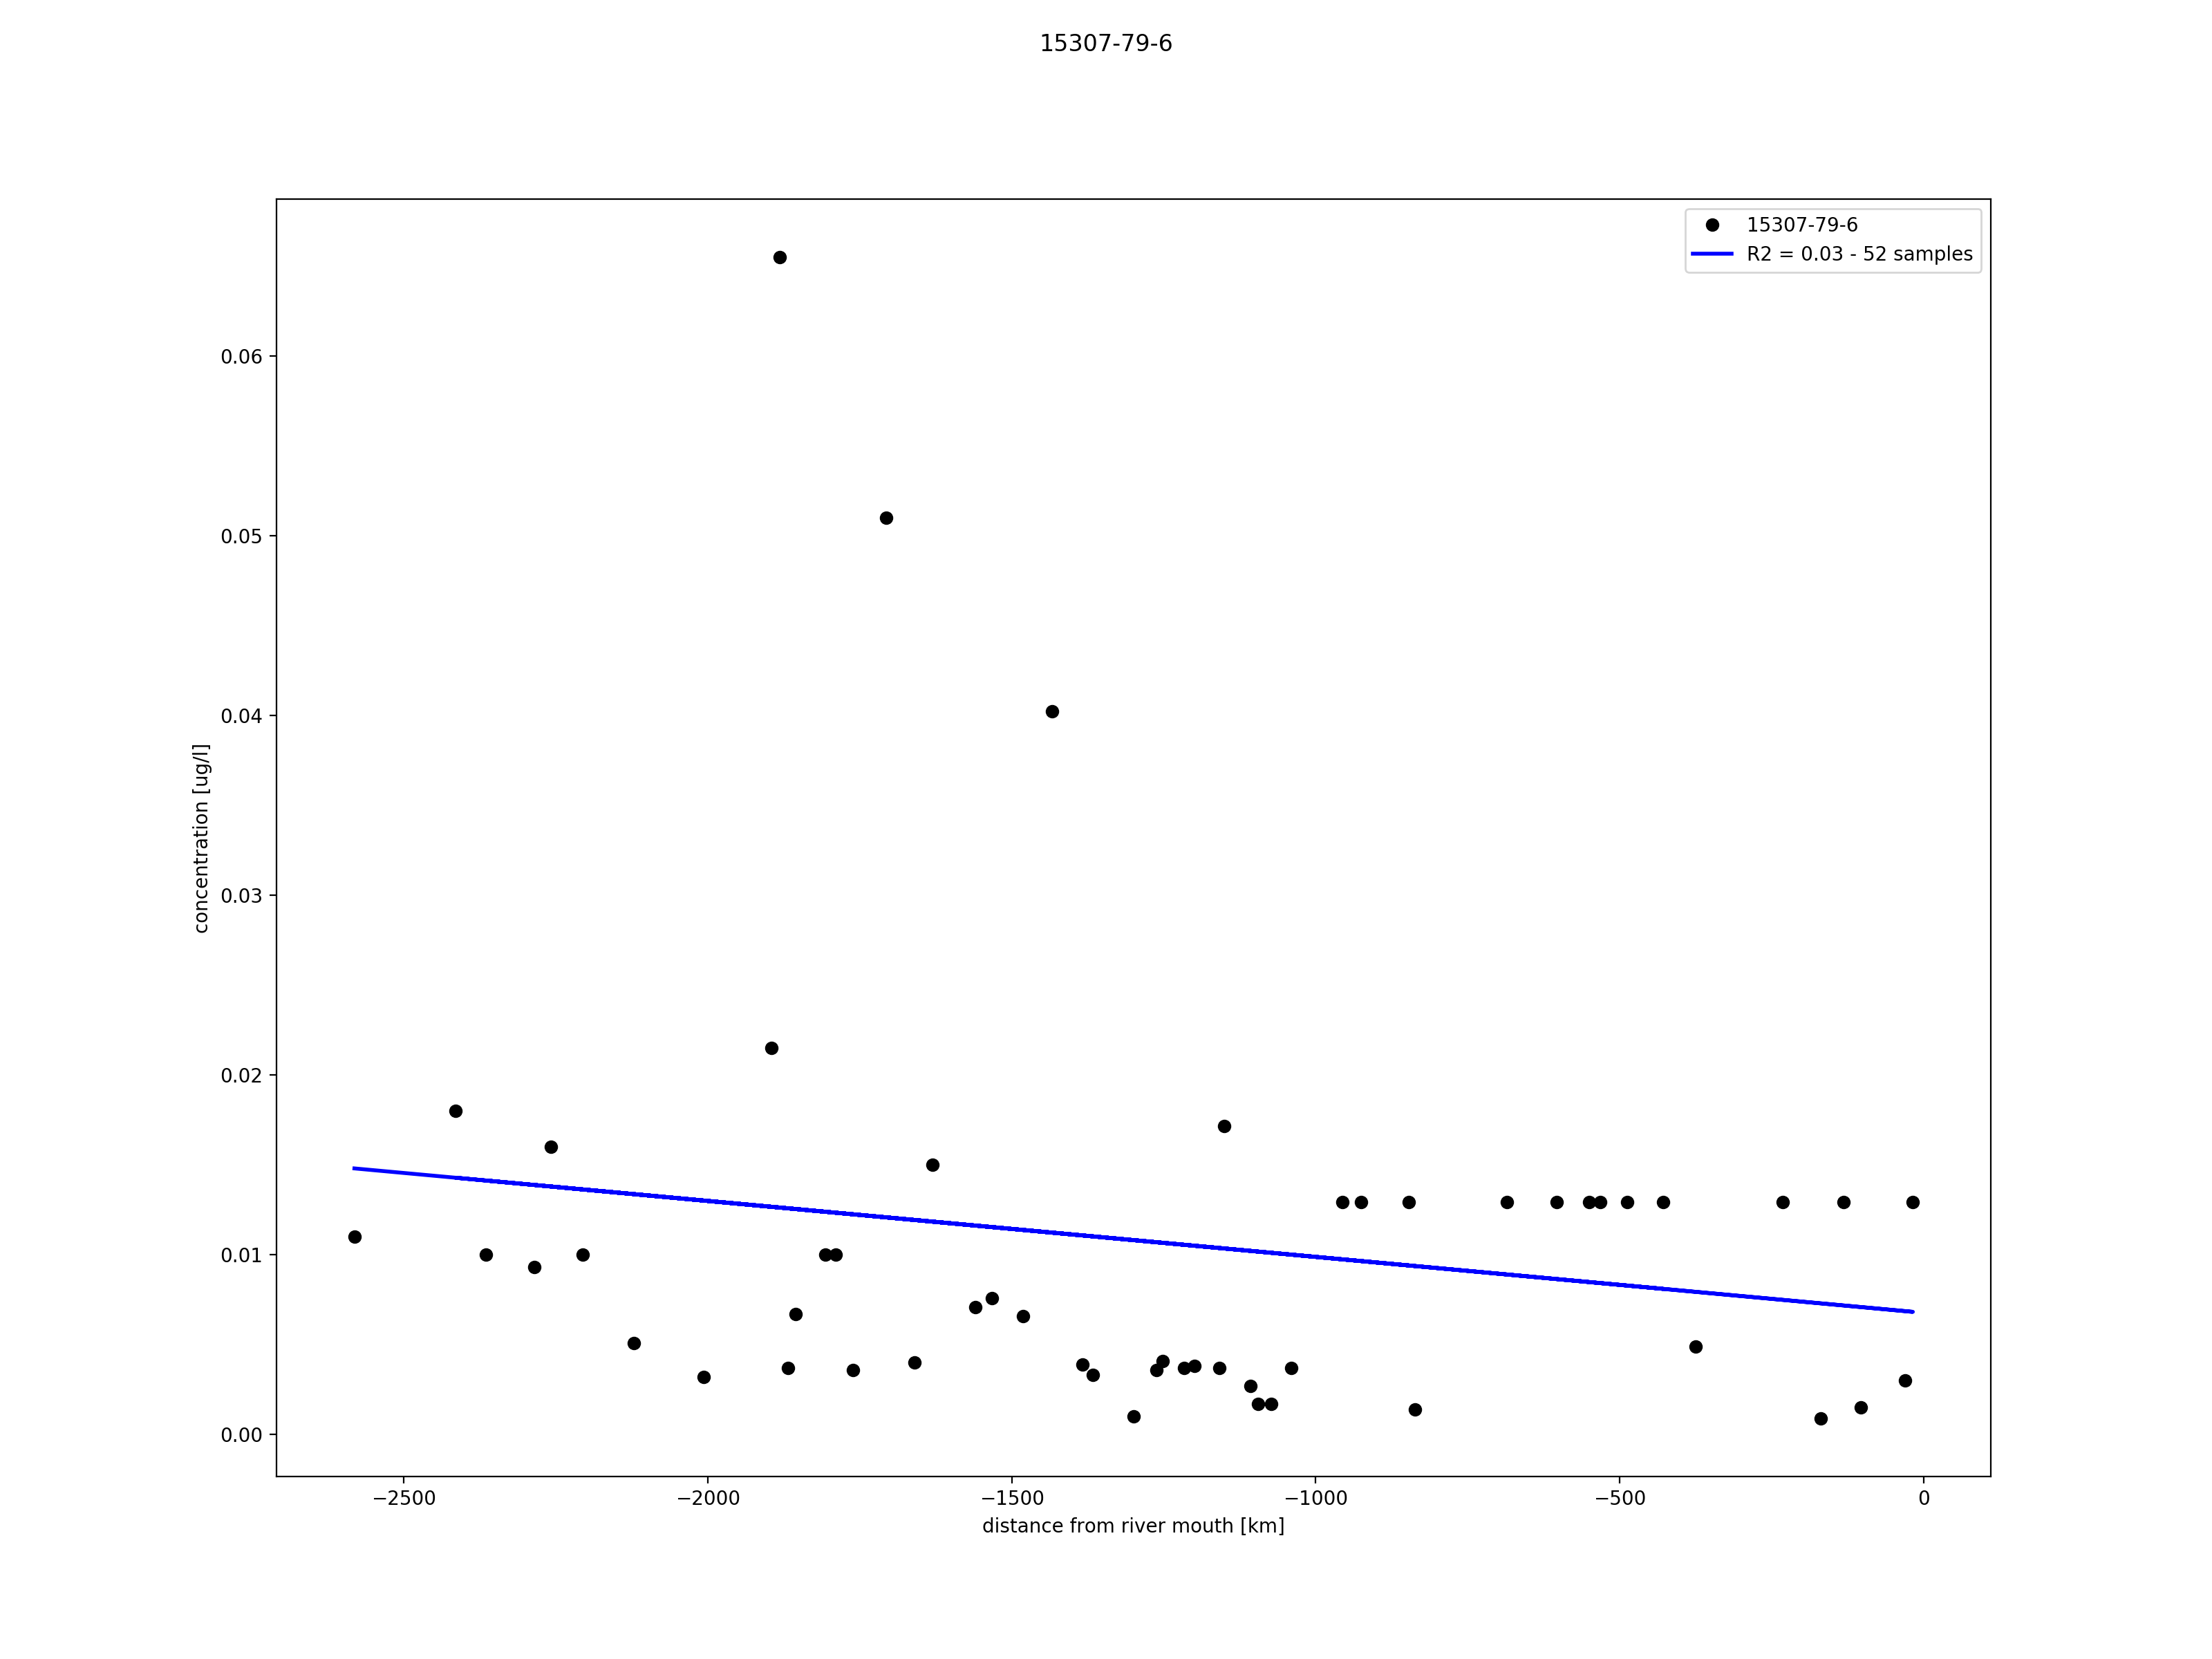 15307-79-6
15307-79-6
R2 = 0.03 - 52 samples
0.06
0.05
0.04
0.03
0.02
0.01
0.00
concentration [ug/l]
−2500 −2000 −1500 −1000 −500 0
distance from river mouth [km]